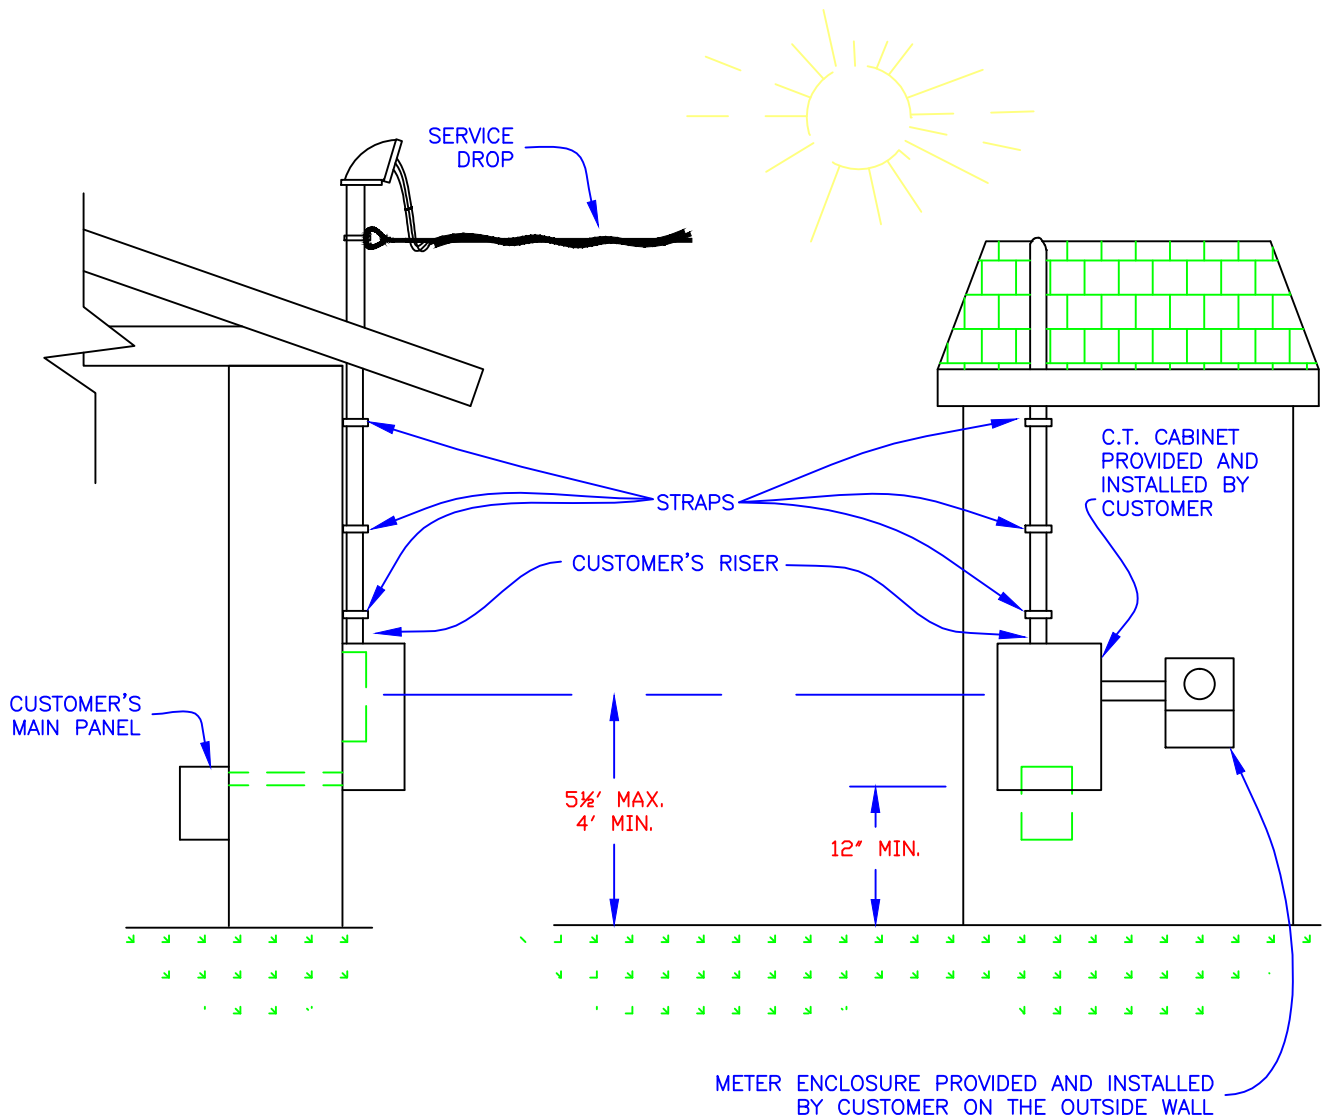 SERVICE
DROP
C.T. CABINET
PROVIDED AND
INSTALLED BY
CUSTOMER
STRAPS
CUSTOMER'S RISER
CUSTOMER'S
MAIN PANEL
5½' MAX.
4' MIN.
12" MIN.
METER ENCLOSURE PROVIDED AND INSTALLED
BY CUSTOMER ON THE OUTSIDE WALL